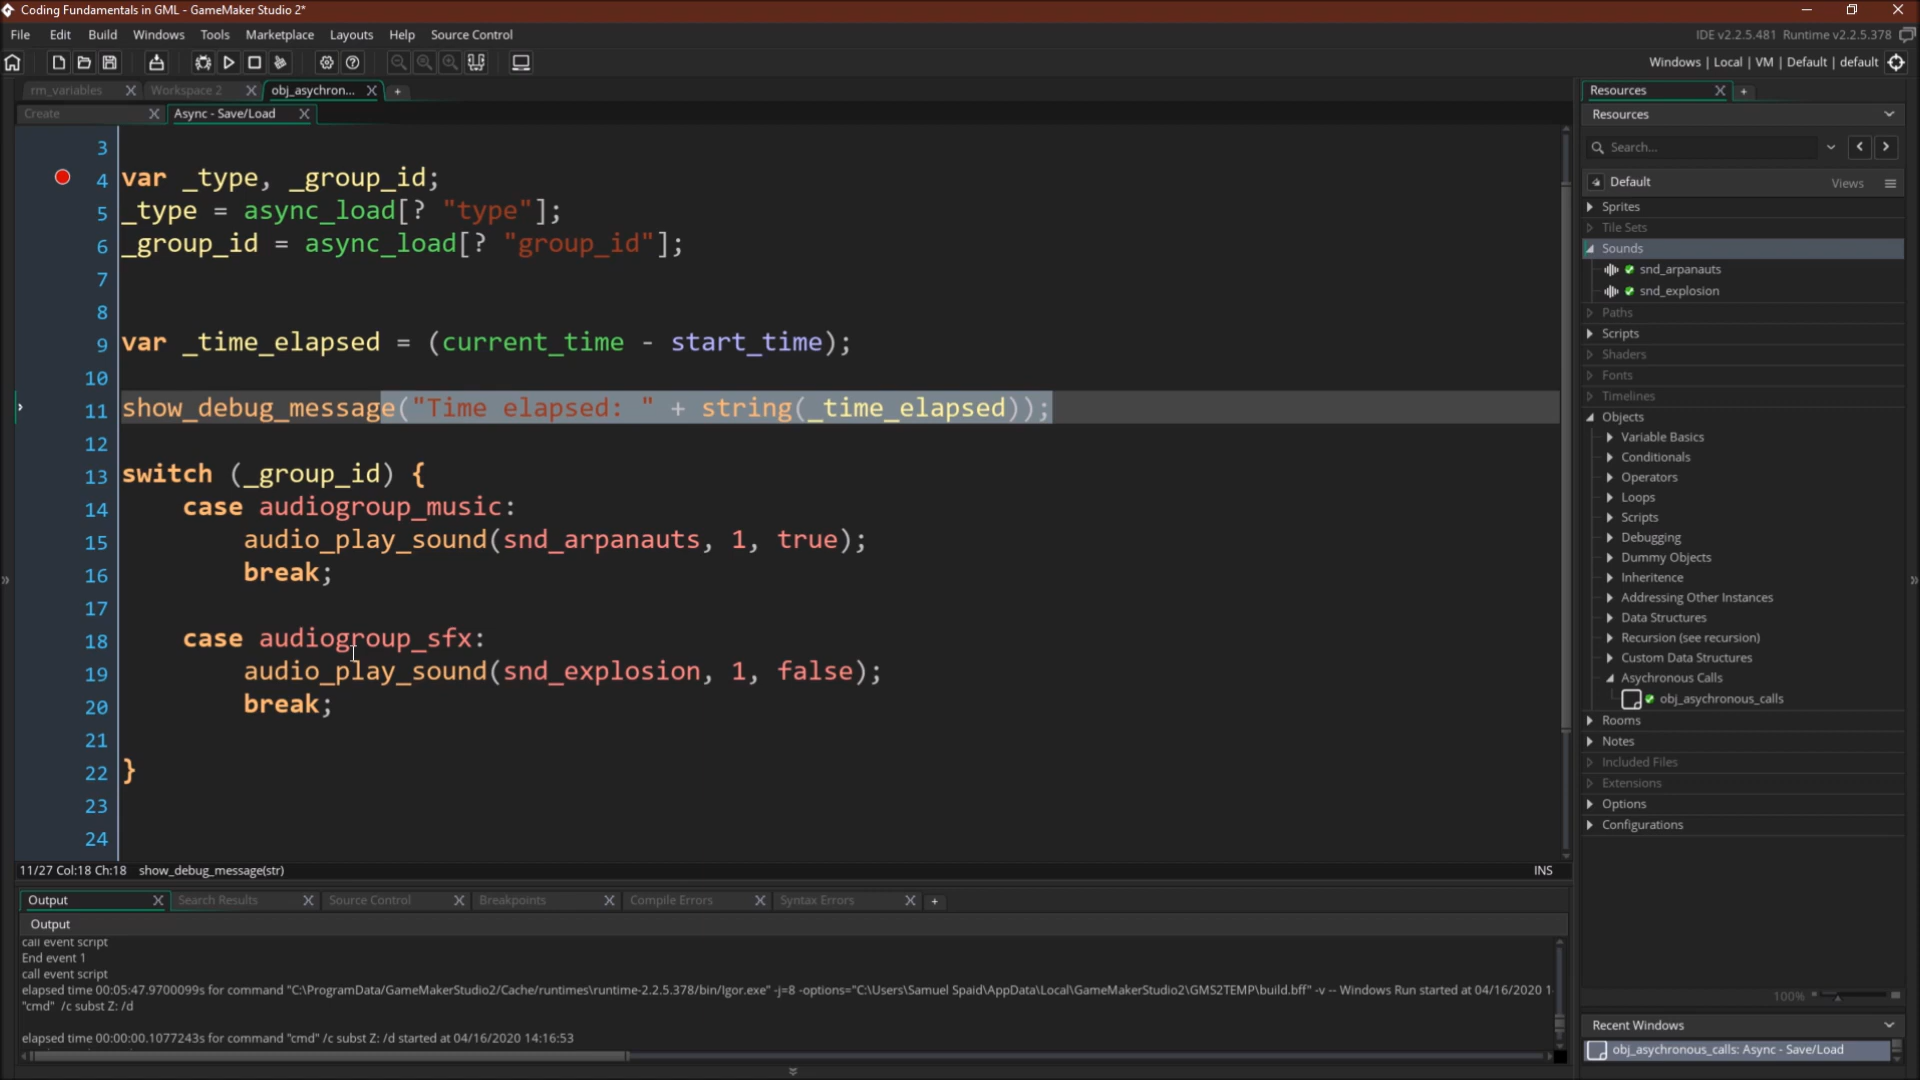 Coding Fundamentals in GML - GameMaker Studio 2*
File Edit Build Windows Tools Marketplace Layouts Help Source Control
IDE v2.2.5.481 Runtime v2.2.5.378
Windows | Local | VM | Default | default
rm_variables Workspace 2 obj_asychron...
Create Async - Save/Load
3
4 var _type, _group_id;
5 _type = async_load[? "type"];
6 _group_id = async_load[? "group_id"];
7
8
9 var _time_elapsed = (current_time - start_time);
10
11 show_debug_message("Time elapsed: " + string(_time_elapsed));
12
13 switch (_group_id) {
14 case audiogroup_music:
15 audio_play_sound(snd_arpanauts, 1, true);
16 break;
17
18 case audiogroup_sfx:
19 audio_play_sound(snd_explosion, 1, false);
20 break;
21
22 }
23
24
11/27 Col:18 Ch:18 show_debug_message(str)
INS
Output Search Results Source Control Breakpoints Compile Errors Syntax Errors +
Output
call event script
End event 1
call event script
elapsed time 00:05:47.9700099s for command "C:\ProgramData/GameMakerStudio2/Cache/runtimes\runtime-2.2.5.378/bin/Igor.exe" -j=8 -options="C:\Users\Samuel Spaid\AppData\Local\GameMakerStudio2\GMS2TEMP\build.bff" -v -- Windows Run started at 04/16/2020 1
"cmd" /c subst Z: /d
elapsed time 00:00:00.1077243s for command "cmd" /c subst Z: /d started at 04/16/2020 14:16:53
Resources
Resources
Search...
Default
Views
Sprites
Tile Sets
Sounds
snd_arpanauts
snd_explosion
Paths
Scripts
Shaders
Fonts
Timelines
Objects
Variable Basics
Conditionals
Operators
Loops
Scripts
Debugging
Dummy Objects
Inheritence
Addressing Other Instances
Data Structures
Recursion (see recursion)
Custom Data Structures
Asychronous Calls
obj_asychronous_calls
Rooms
Notes
Included Files
Extensions
Options
Configurations
100%
Recent Windows
obj_asychronous_calls: Async - Save/Load